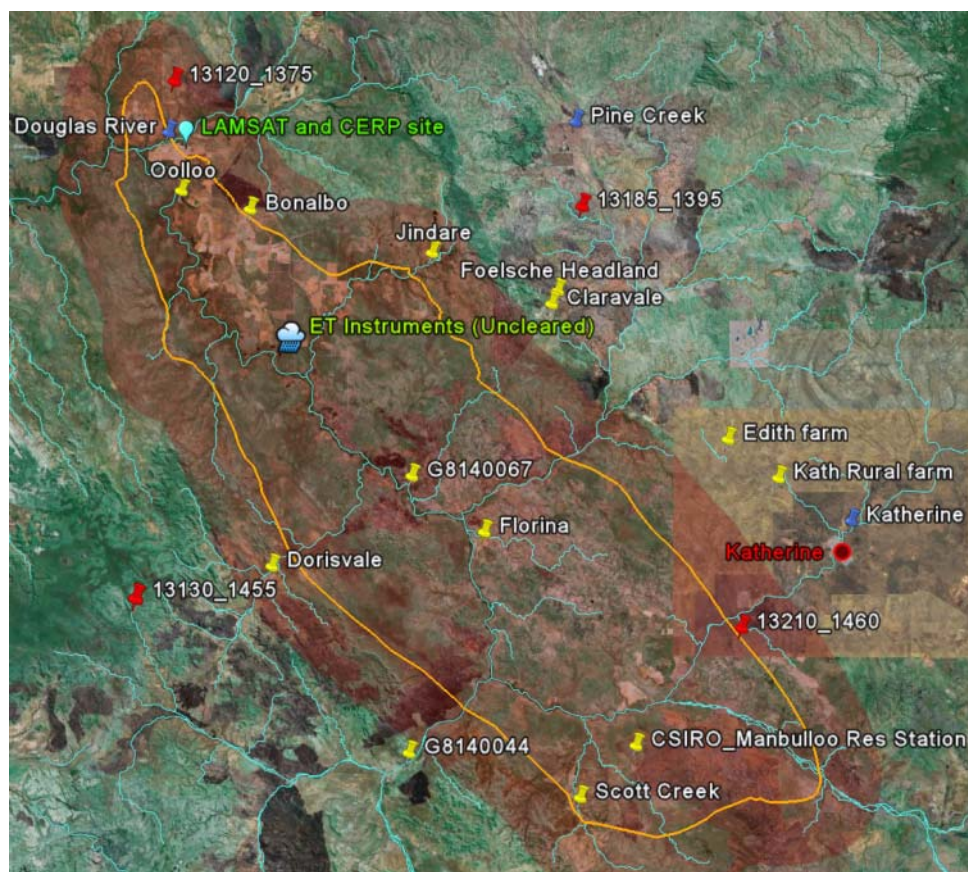 13120_1375
Douglas River
LAMSAT and CERP site
Pine Creek
Oolloo
Bonalbo
13185_1395
Jindare
Foelsche Headland
Claravale
ET Instruments (Uncleared)
Edith farm
G8140067
Kath Rural farm
Florina
Katherine
Katherine
Dorisvale
13130_1455
13210_1460
G8140044
CSIRO_Manbulloo Res Station
Scott Creek